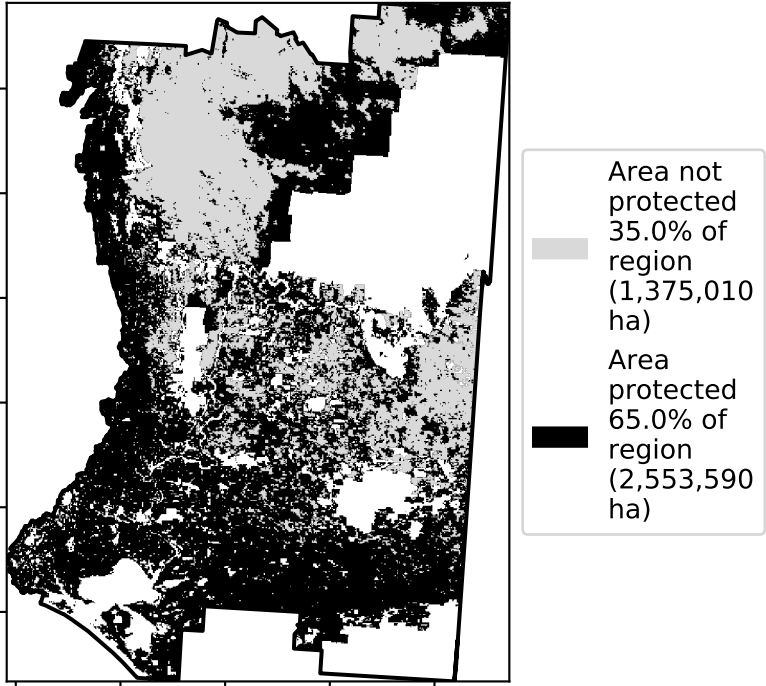 Area not
protected
35.0% of
region
(1,375,010
ha)
Area
protected
65.0% of
region
(2,553,590
ha)